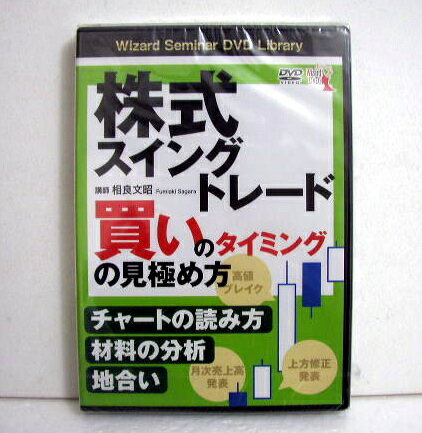 Wizard Seminar DVD Library
DVD
VIDEO
株式
スイング
トレード
講師 相良文昭 Fumiaki Sagara
買いのタイミング
の見極め方
高値
ブレイク
チャートの読み方
材料の分析
地合い
月次売上高
発表
上方修正
発表